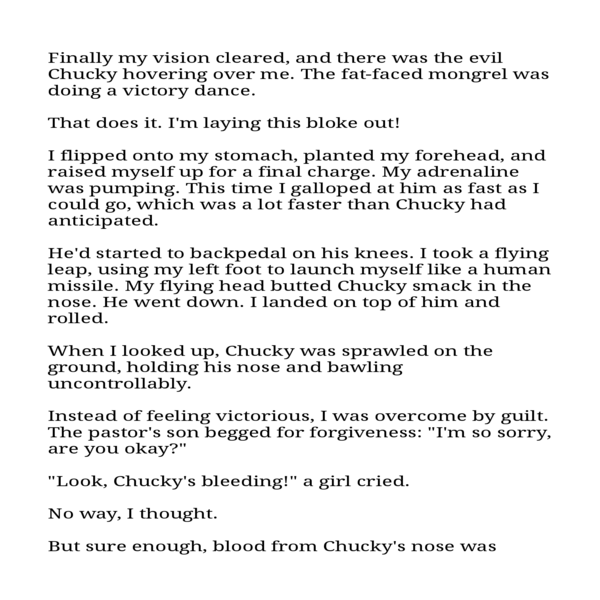 Finally my vision cleared, and there was the evil
Chucky hovering over me. The fat-faced mongrel was
doing a victory dance.
That does it. I'm laying this bloke out!
I flipped onto my stomach, planted my forehead, and
raised myself up for a final charge. My adrenaline
was pumping. This time I galloped at him as fast as I
could go, which was a lot faster than Chucky had
anticipated.
He'd started to backpedal on his knees. I took a flying
leap, using my left foot to launch myself like a human
missile. My flying head butted Chucky smack in the
nose. He went down. I landed on top of him and
rolled.
When I looked up, Chucky was sprawled on the
ground, holding his nose and bawling
uncontrollably.
Instead of feeling victorious, I was overcome by guilt.
The pastor's son begged for forgiveness: "I'm so sorry,
are you okay?"
"Look, Chucky's bleeding!" a girl cried.
No way, I thought.
But sure enough, blood from Chucky's nose was